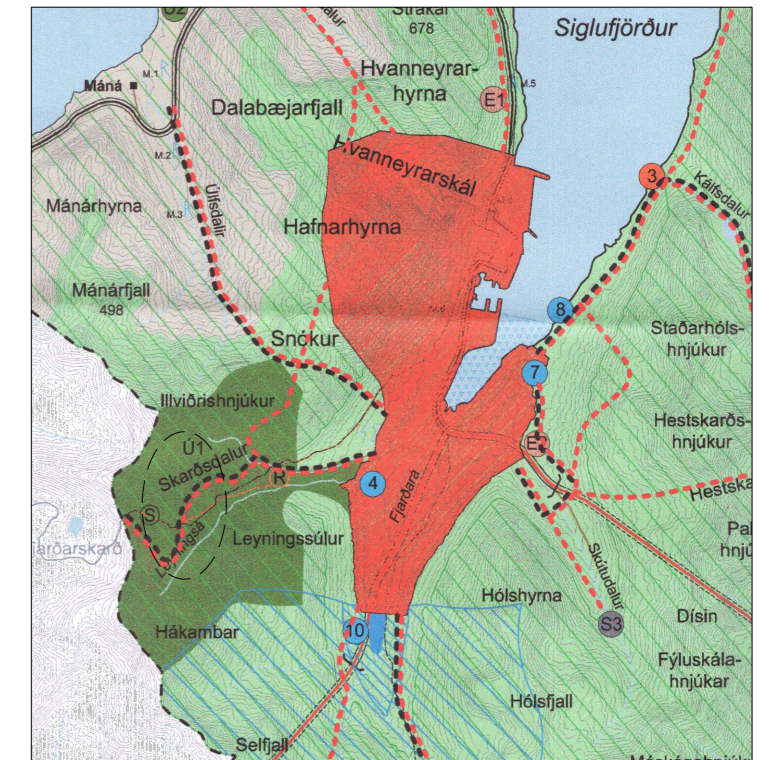 Ú2
Strákar
678
Siglufjörður
Hvanneyrar-
hyrna
Máná
M.1
M.5
E1
Dalabæjarfjall
Hvanneyrarskál
M.2
3
Kálfsdalur
Úlfsdalir
Mánárhyrna
M.3
Hafnarhyrna
Mánárfjall
498
8
Snókur
Staðarhóls-
hnjúkur
7
Illviðrishnjúkur
Hestskarðs-
hnjúkur
Ú1
Skarðsdalur
R
4
Fjarðará
Hestska
S
Leyningssúlur
Skútudalur
Hólshyrna
S3
Dísin
10
Hákambar
Fýluskála-
hnjúkar
Hólsfjall
Selfjall